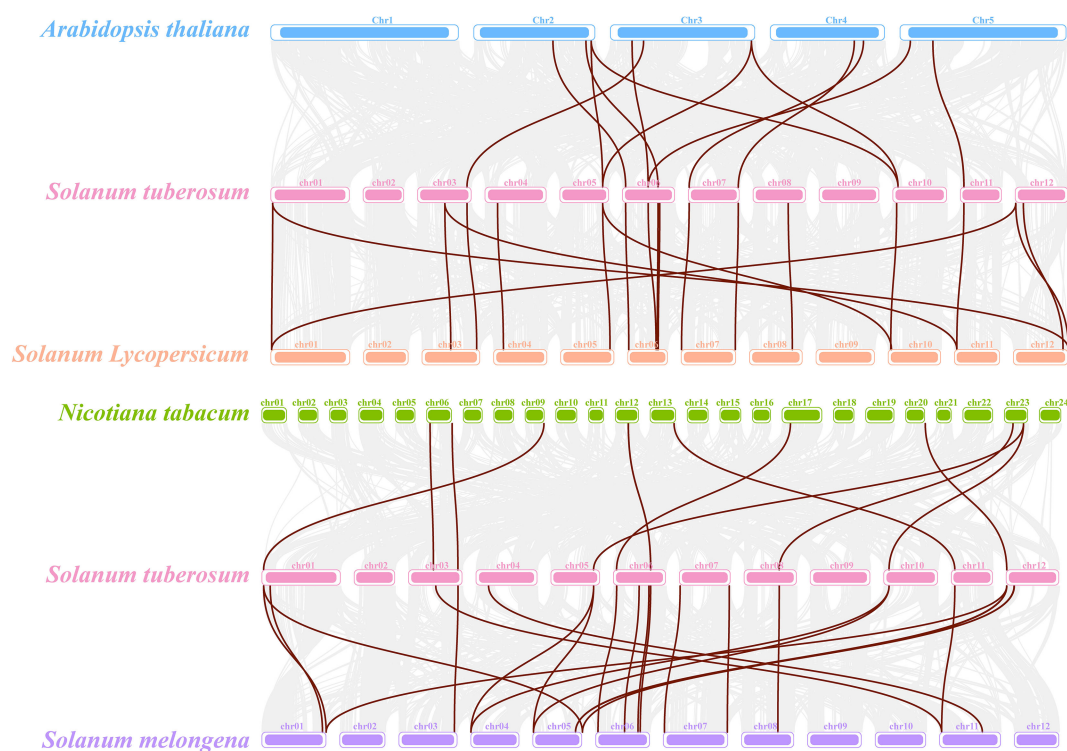 Arabidopsis thaliana Chr1 Chr2 Chr3 Chr4 Chr5
Solanum tuberosum chr01 chr02 chr03 chr04 chr05 chr06 chr07 chr08 chr09 chr10 chr11 chr12
Solanum Lycopersicum chr01 chr02 chr03 chr04 chr05 chr06 chr07 chr08 chr09 chr10 chr11 chr12
Nicotiana tabacum chr01 chr02 chr03 chr04 chr05 chr06 chr07 chr08 chr09 chr10 chr11 chr12 chr13 chr14 chr15 chr16 chr17 chr18 chr19 chr20 chr21 chr22 chr23 chr24
Solanum tuberosum chr01 chr02 chr03 chr04 chr05 chr06 chr07 chr08 chr09 chr10 chr11 chr12
Solanum melongena chr01 chr02 chr03 chr04 chr05 chr06 chr07 chr08 chr09 chr10 chr11 chr12